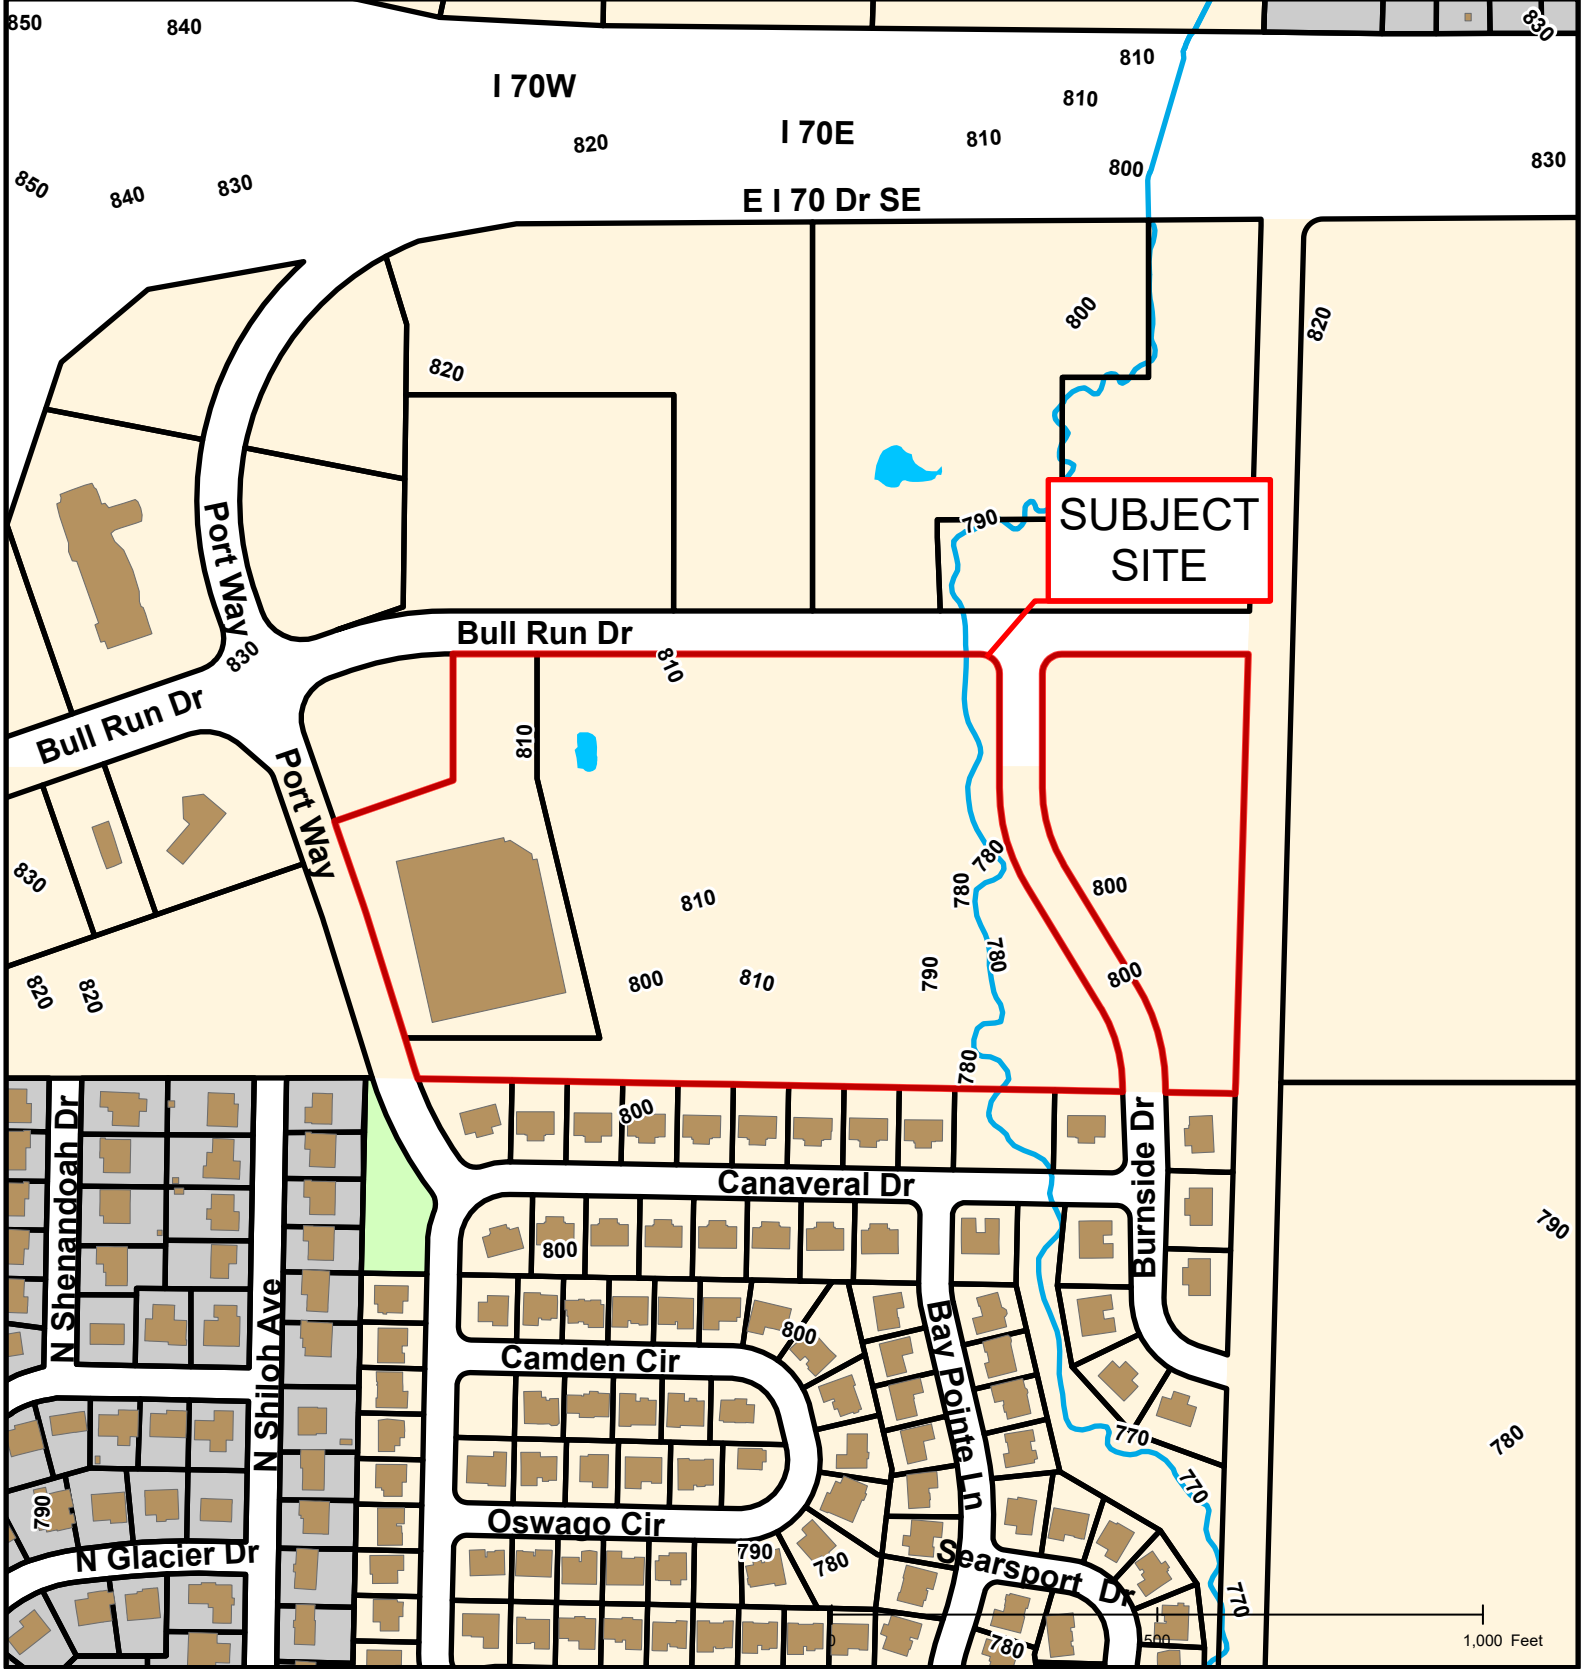 850
840
830
I 70W
810
810
I 70E
820
810
800
830
850
840
830
E I 70 Dr SE
800
820
820
790
SUBJECT
SITE
Port Way
Bull Run Dr
830
810
Bull Run Dr
810
Port Way
780
830
780
800
810
780
800
790
800
810
820
820
780
800
N Shenandoah Dr
Burnside Dr
Canaveral Dr
790
800
N Shiloh Ave
Bay Pointe Ln
800
Camden Cir
770
780
770
790
Oswago Cir
N Glacier Dr
790
780
Searsport Dr
770
780
0
500
1,000 Feet